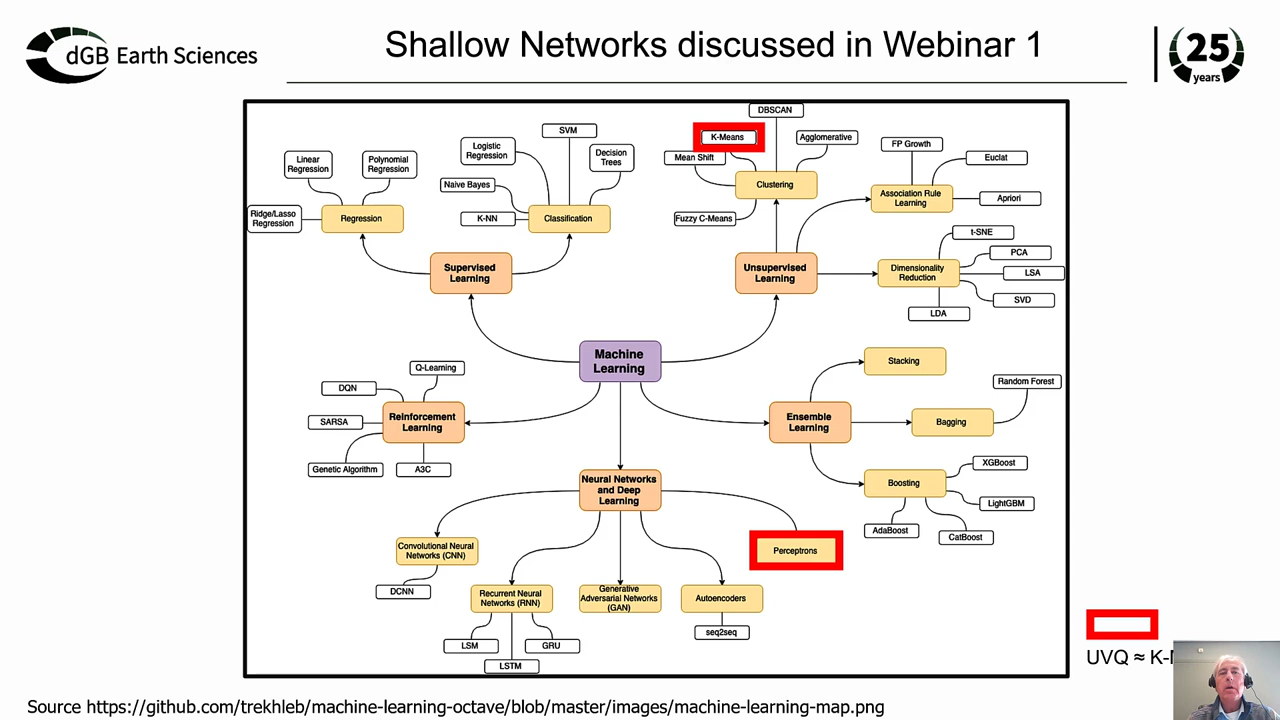 dGB Earth Sciences
Shallow Networks discussed in Webinar 1
25
years
DBSCAN
K-Means
Agglomerative
Mean Shift
Clustering
Fuzzy C-Means
SVM
Logistic
Regression
Decision
Trees
Naive Bayes
K-NN
Classification
Linear
Regression
Polynomial
Regression
Ridge/Lasso
Regression
Regression
FP Growth
Euclat
Association Rule
Learning
Apriori
t-SNE
PCA
Dimensionality
Reduction
LSA
SVD
LDA
Supervised
Learning
Unsupervised
Learning
Machine
Learning
Stacking
Random Forest
Ensemble
Learning
Bagging
XGBoost
Boosting
LightGBM
AdaBoost
CatBoost
Q-Learning
DQN
SARSA
Reinforcement
Learning
Genetic Algorithm
A3C
Neural Networks
and Deep
Learning
Perceptrons
Convolutional Neural
Networks (CNN)
DCNN
Recurrent Neural
Networks (RNN)
LSM
LSTM
GRU
Generative
Adversarial Networks
(GAN)
Autoencoders
seq2seq
UVQ ≈ K-
Source https://github.com/trekhleb/machine-learning-octave/blob/master/images/machine-learning-map.png